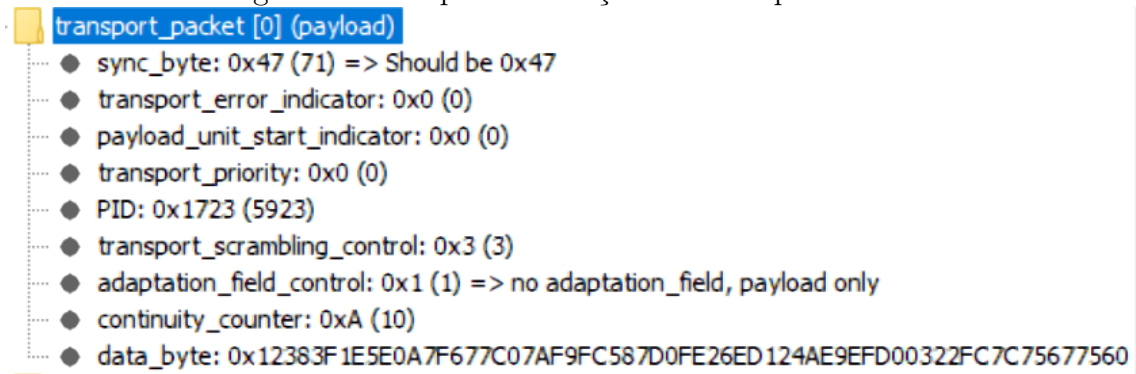 transport_packet [0] (payload)
sync_byte: 0x47 (71) => Should be 0x47
transport_error_indicator: 0x0 (0)
payload_unit_start_indicator: 0x0 (0)
transport_priority: 0x0 (0)
PID: 0x1723 (5923)
transport_scrambling_control: 0x3 (3)
adaptation_field_control: 0x1 (1) => no adaptation_field, payload only
continuity_counter: 0xA (10)
data_byte: 0x12383F1E5E0A7F677C07AF9FC587D0FE26ED124AE9EFD00322FC7C75677560